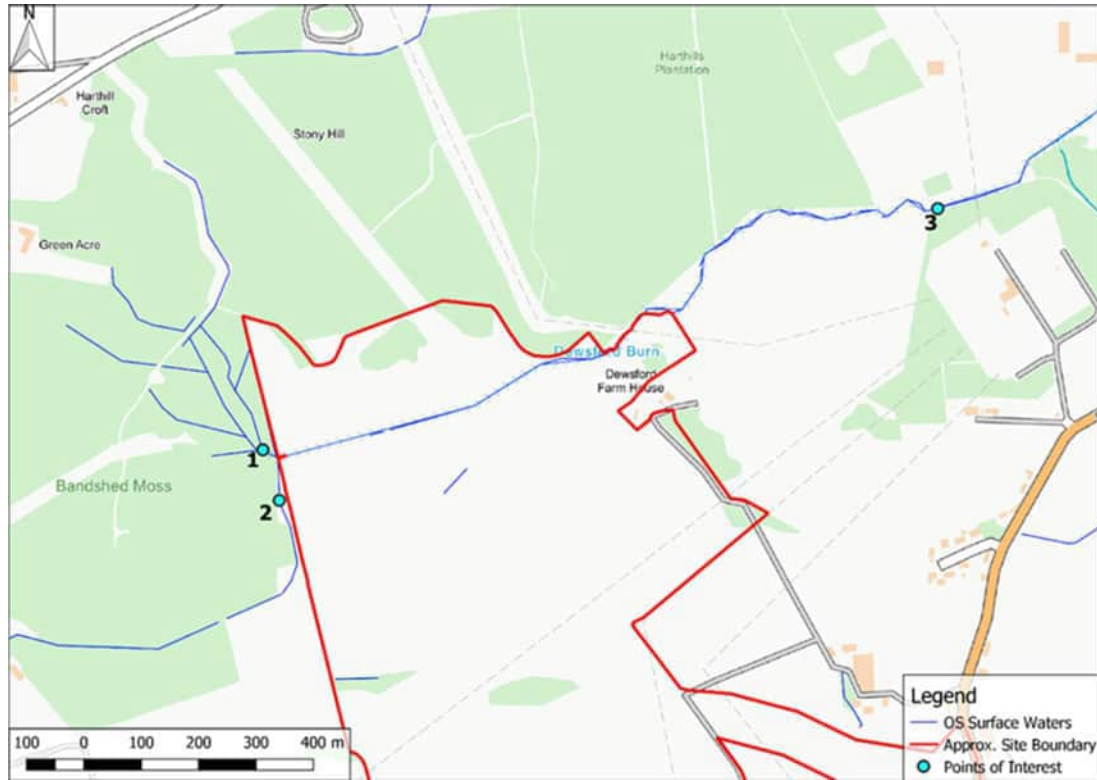 N
Harthill
Croft
Stony Hill
Harthills
Plantation
Green Acre
3
Dewsford Burn
Dewsford
Farm House
1
Bandshed Moss
2
Legend
OS Surface Waters
Approx. Site Boundary
Points of Interest
100 0 100 200 300 400 m